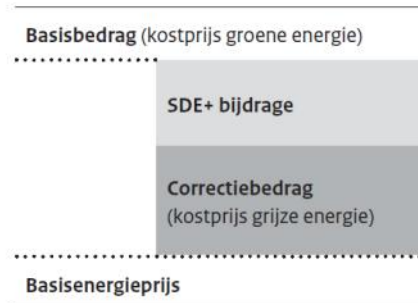 Basisbedrag (kostprijs groene energie)
SDE+ bijdrage
Correctiebedrag
(kostprijs grijze energie)
Basisenergieprijs